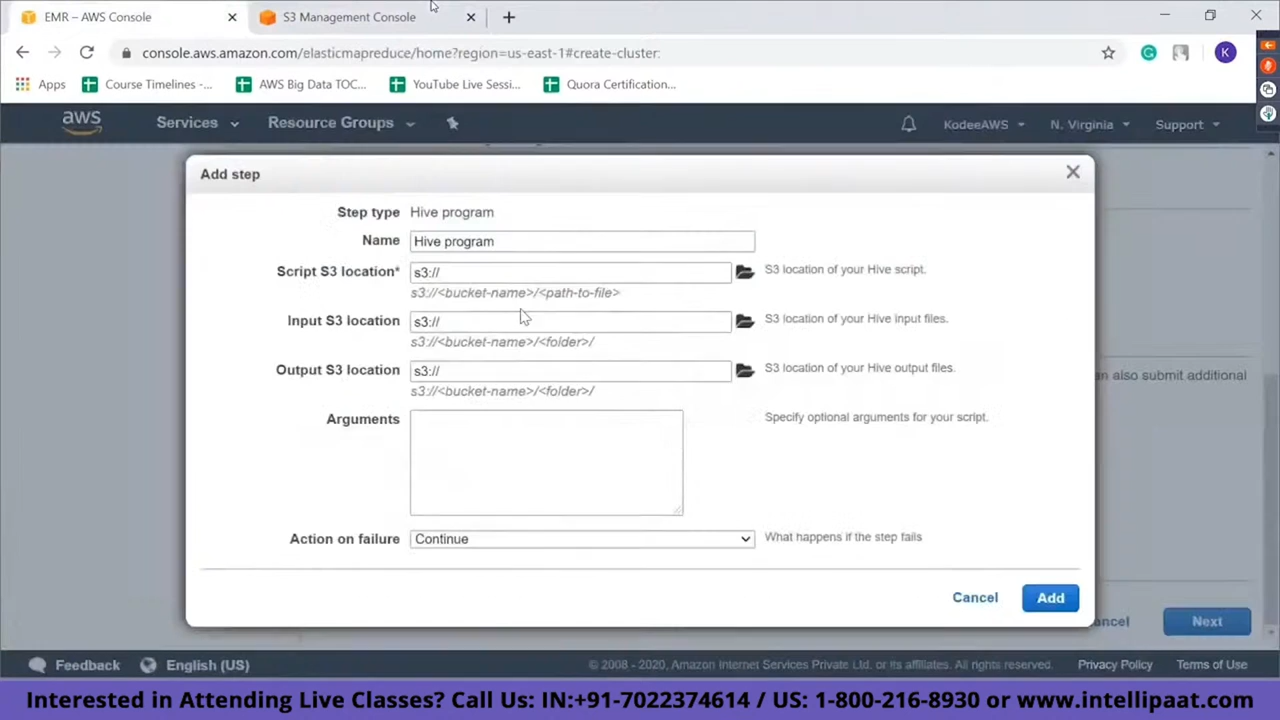 EMR – AWS Console
S3 Management Console
console.aws.amazon.com/elasticmapreduce/home?region=us-east-1#create-cluster:
K
Apps
Course Timelines -...
AWS Big Data TOC...
YouTube Live Sessi...
Quora Certification...
aws
Services
Resource Groups
KodeeAWS
N. Virginia
Support
Add step
Step type Hive program
Name Hive program
Script S3 location* s3:// S3 location of your Hive script.
s3://<bucket-name>/<path-to-file>
Input S3 location s3:// S3 location of your Hive input files.
s3://<bucket-name>/<folder>/
Output S3 location s3:// S3 location of your Hive output files.
s3://<bucket-name>/<folder>/
an also submit additional
Arguments Specify optional arguments for your script.
Action on failure Continue What happens if the step fails
Cancel Add
ancel Next
Feedback English (US) © 2008 - 2020, Amazon Internet Services Private Ltd. or its affiliates. All rights reserved. Privacy Policy Terms of Use
Interested in Attending Live Classes? Call Us: IN:+91-7022374614 / US: 1-800-216-8930 or www.intellipaat.com